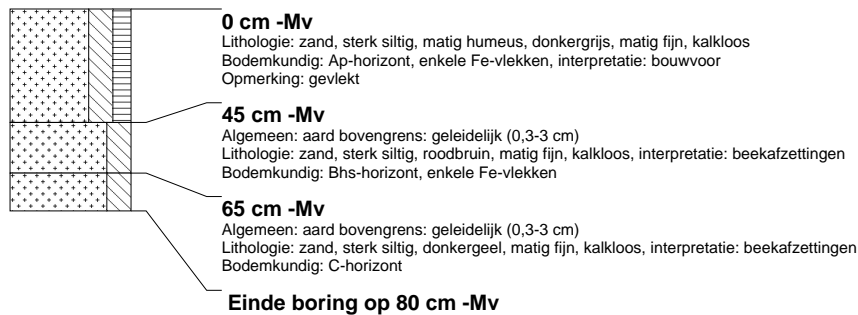 0 cm -Mv
Lithologie: zand, sterk siltig, matig humeus, donkergrijs, matig fijn, kalkloos
Bodemkundig: Ap-horizont, enkele Fe-vlekken, interpretatie: bouwvoor
Opmerking: gevlekt
45 cm -Mv
Algemeen: aard bovengrens: geleidelijk (0,3-3 cm)
Lithologie: zand, sterk siltig, roodbruin, matig fijn, kalkloos, interpretatie: beekafzettingen
Bodemkundig: Bhs-horizont, enkele Fe-vlekken
65 cm -Mv
Algemeen: aard bovengrens: geleidelijk (0,3-3 cm)
Lithologie: zand, sterk siltig, donkergeel, matig fijn, kalkloos, interpretatie: beekafzettingen
Bodemkundig: C-horizont
Einde boring op 80 cm -Mv